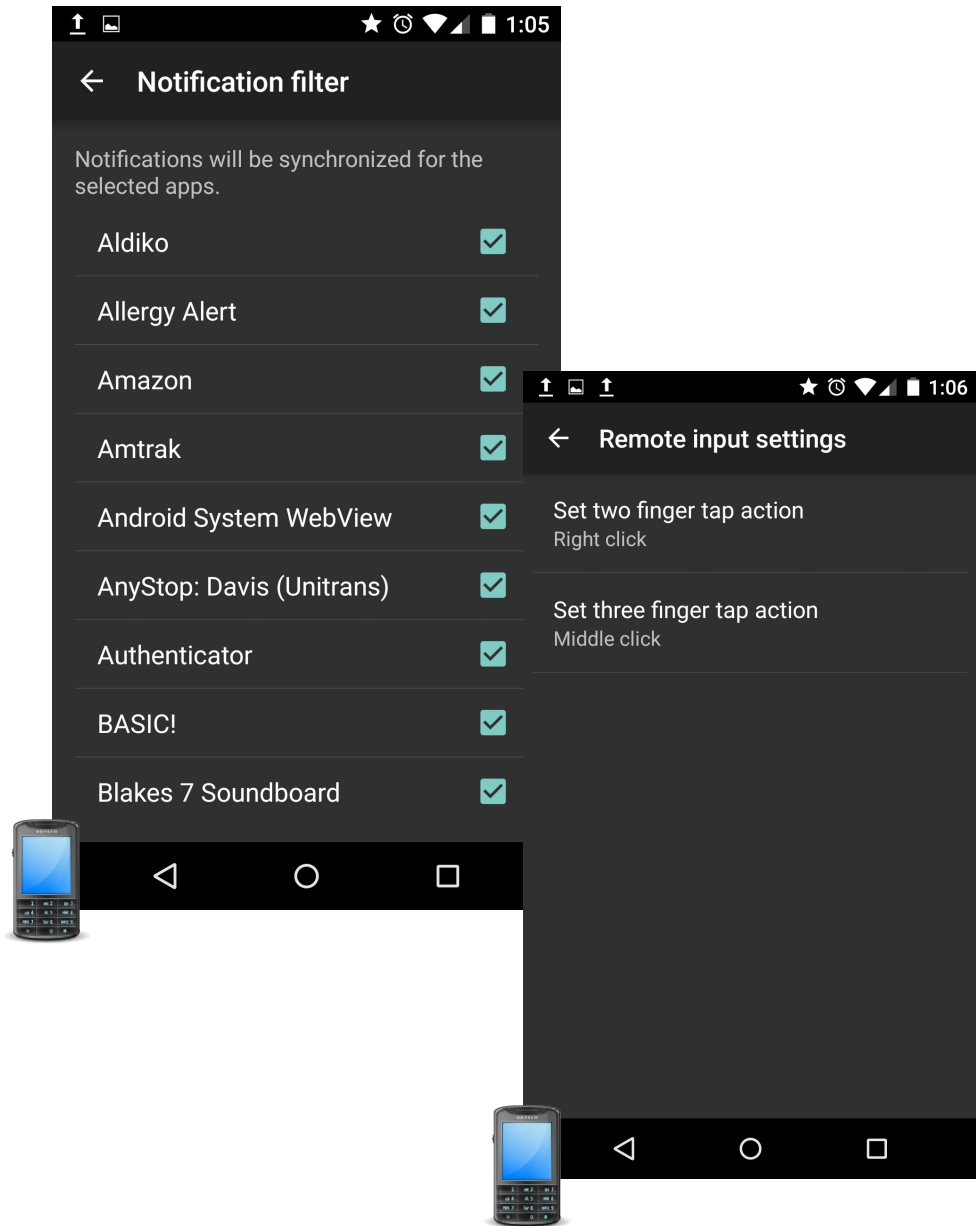 1:05
Notification filter
Notifications will be synchronized for the
selected apps.
Aldiko
Allergy Alert
Amazon
Amtrak
Android System WebView
AnyStop: Davis (Unitrans)
Authenticator
BASIC!
Blakes 7 Soundboard
1:06
Remote input settings
Set two finger tap action
Right click
Set three finger tap action
Middle click